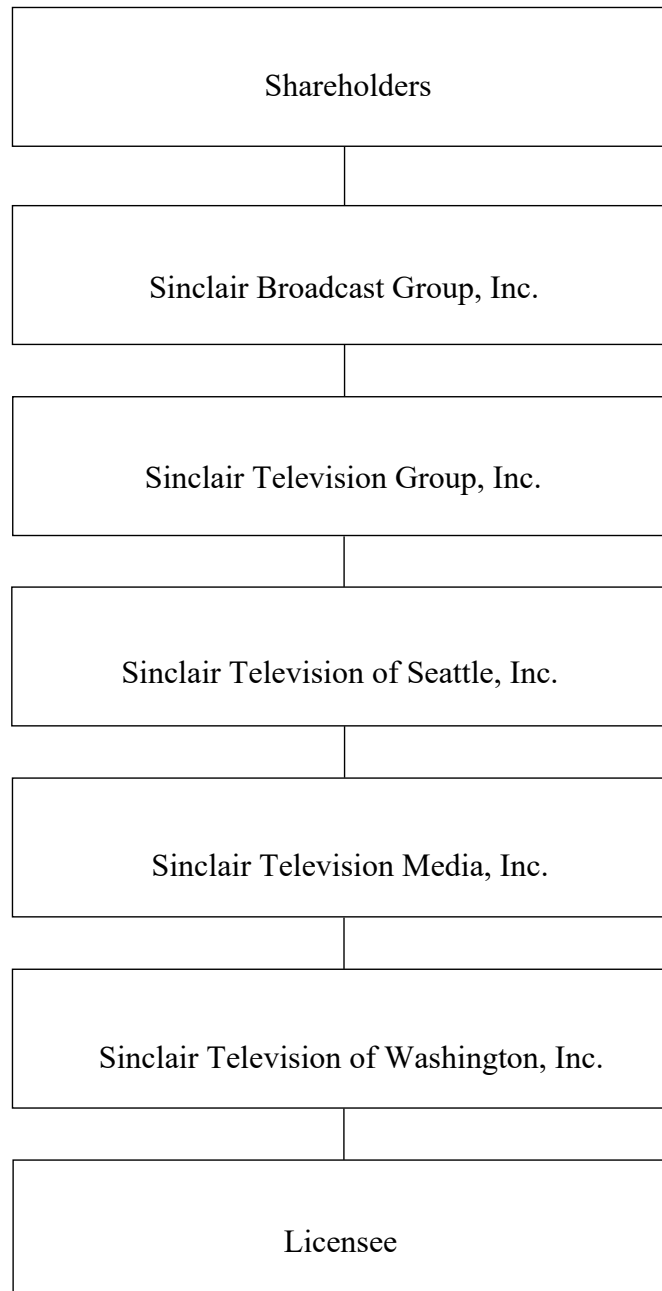 Shareholders
Sinclair Broadcast Group, Inc.
Sinclair Television Group, Inc.
Sinclair Television of Seattle, Inc.
Sinclair Television Media, Inc.
Sinclair Television of Washington, Inc.
Licensee